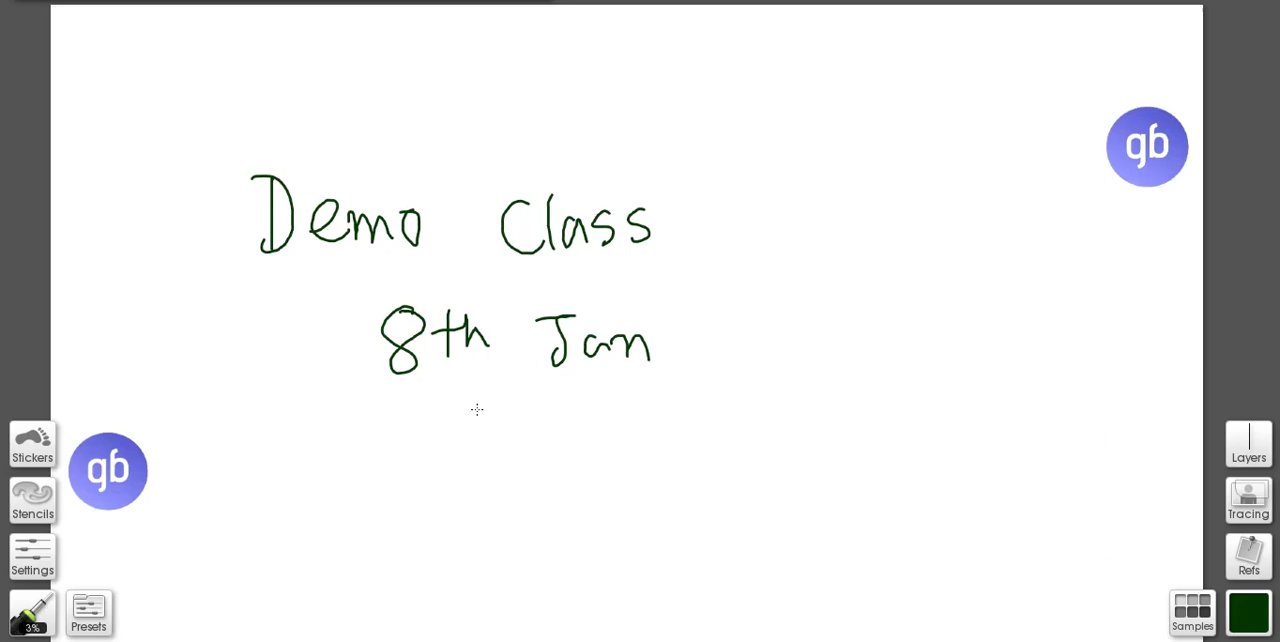 gb
Demo Class
8th Jan
gb
Stickers
Stencils
Settings
3%
Presets
Layers
Tracing
Refs
Samples